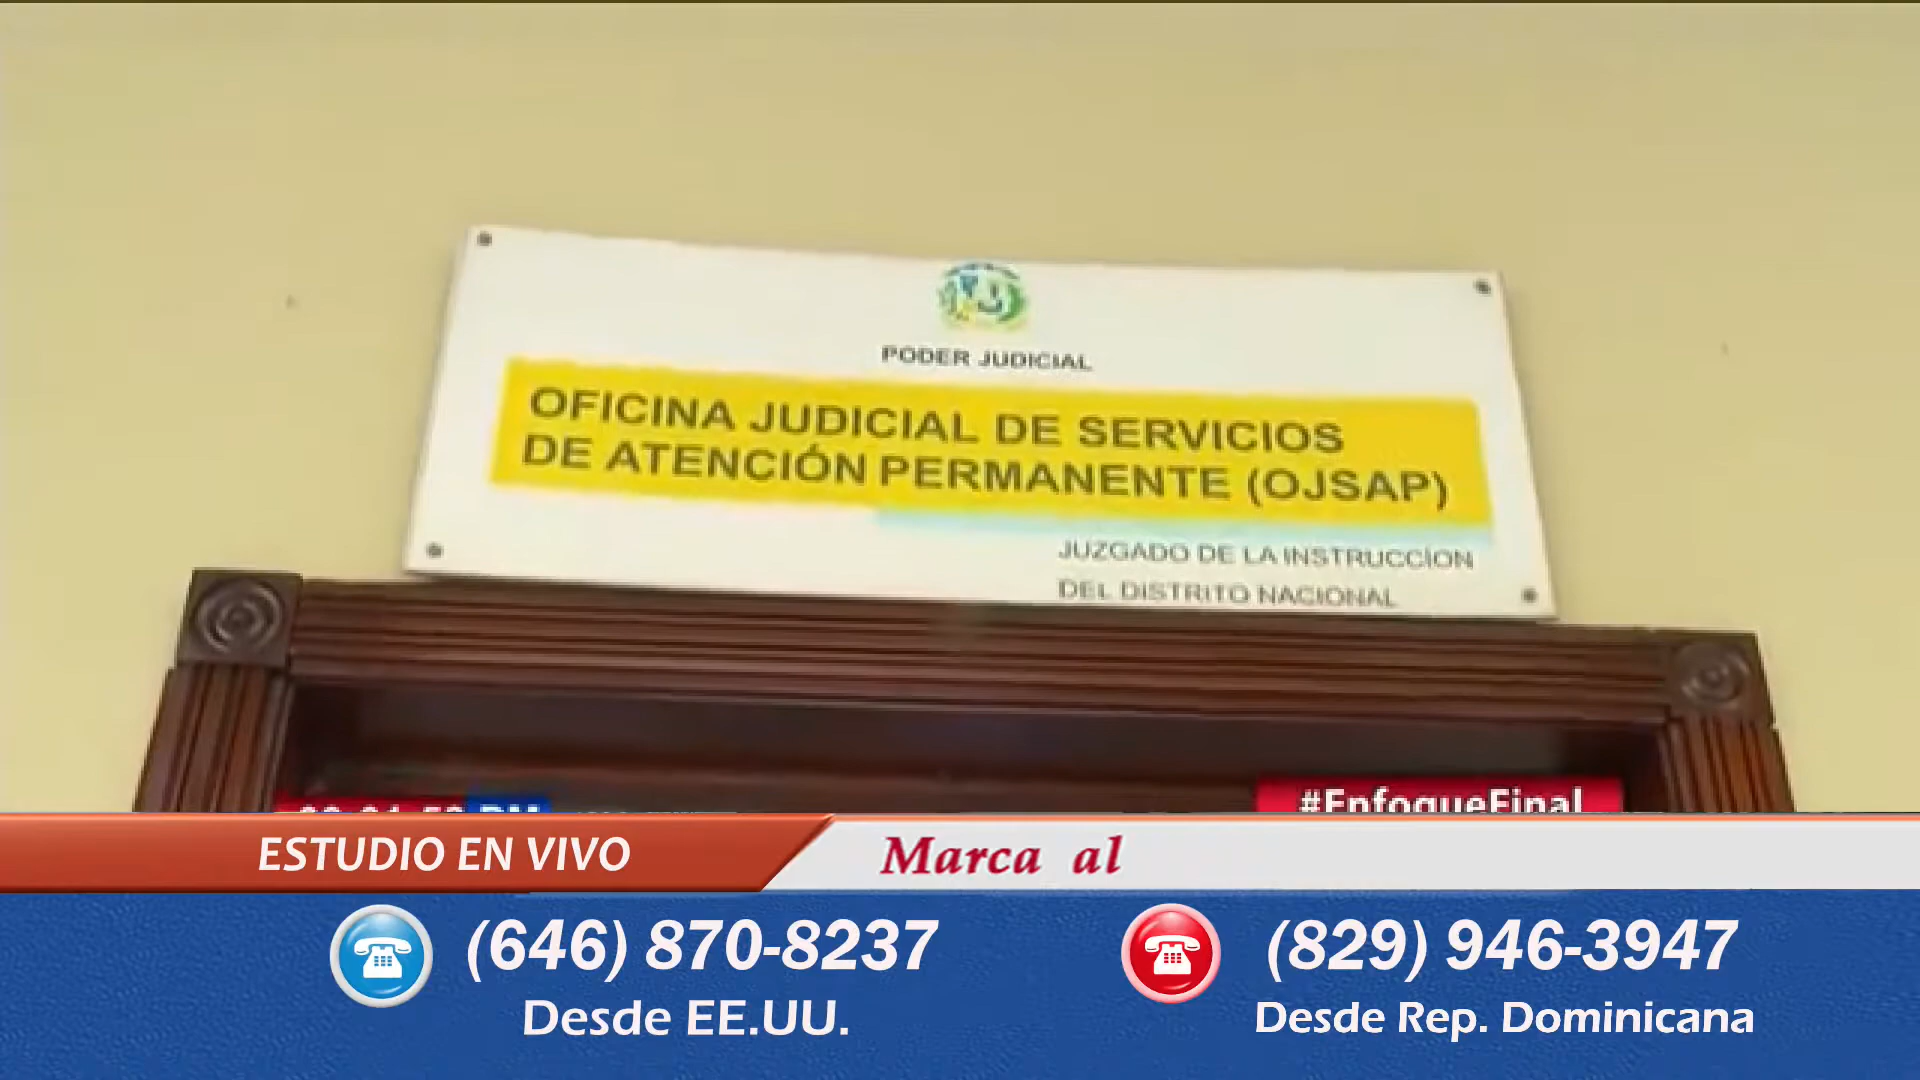 PODER JUDICIAL
OFICINA JUDICIAL DE SERVICIOS
DE ATENCIÓN PERMANENTE (OJSAP)
JUZGADO DE LA INSTRUCCÍON
DEL DISTRITO NACIONAL
#EnfoqueFinal
ESTUDIO EN VIVO
Marca al
(646) 870-8237
Desde EE.UU.
(829) 946-3947
Desde Rep. Dominicana